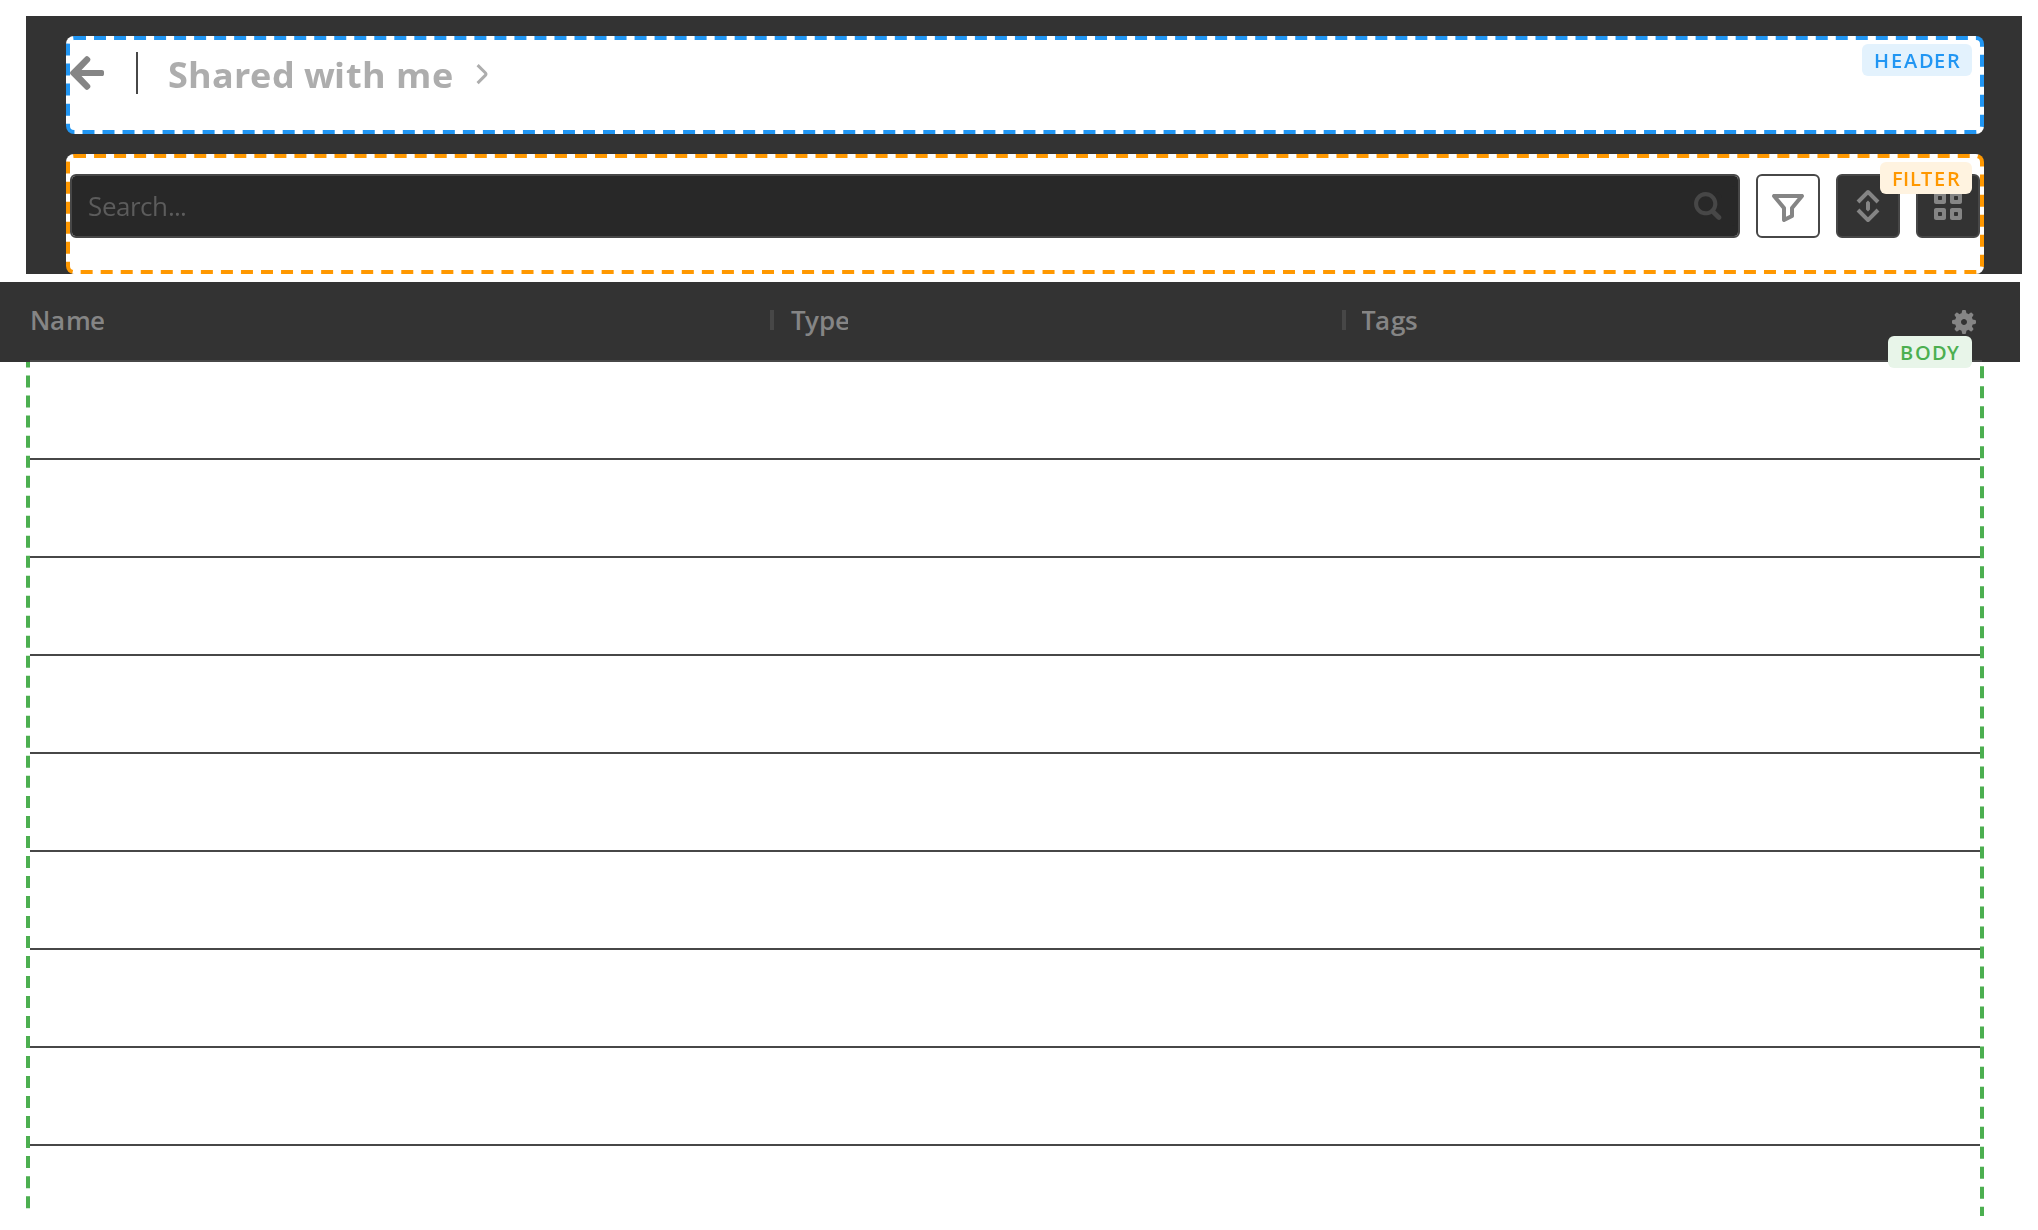 Shared with me
HEADER
Search...
FILTER
Name
Type
Tags
BODY